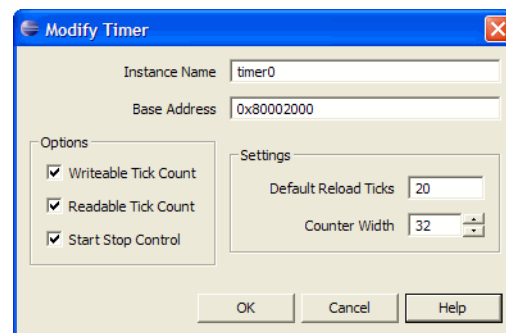 Modify Timer
Instance Name timer0
Base Address 0x80002000
Options
Writeable Tick Count
Readable Tick Count
Start Stop Control
Settings
Default Reload Ticks 20
Counter Width 32
OK Cancel Help